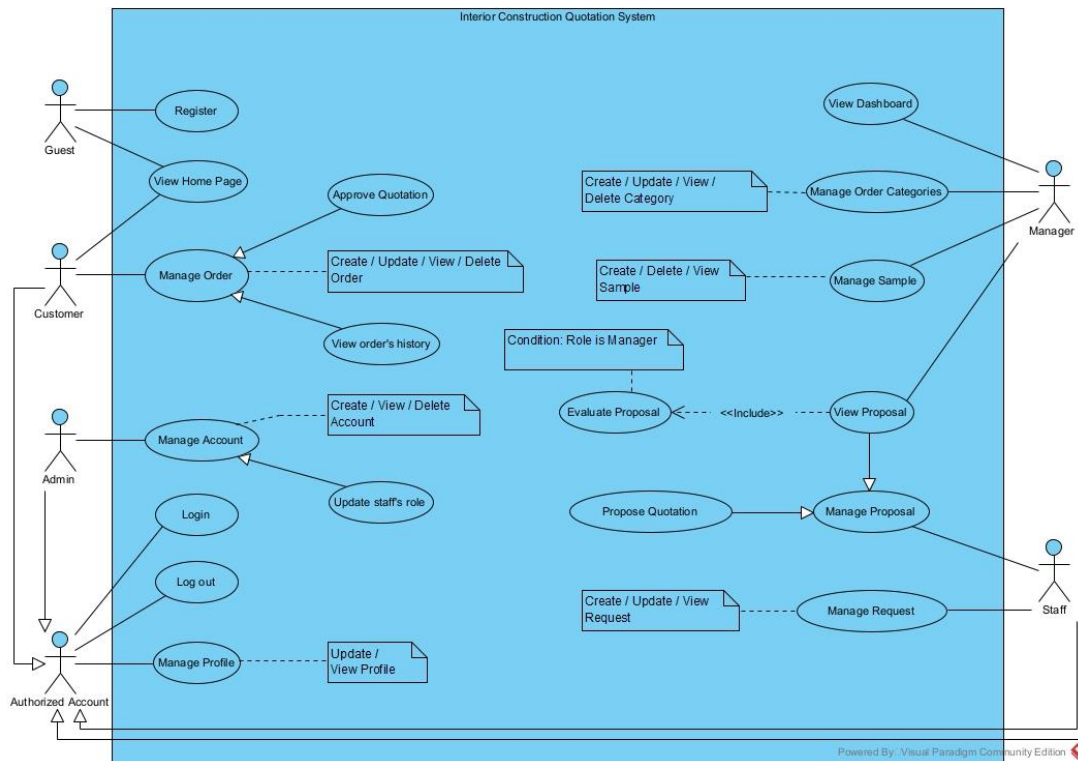 Interior Construction Quotation System
Guest
Register
View Home Page
Customer
Manage Order
Approve Quotation
Create / Update / View / Delete
Order
View order's history
Admin
Manage Account
Create / View / Delete
Account
Update staff's role
Login
Log out
Authorized Account
Manage Profile
Update /
View Profile
View Dashboard
Manager
Manage Order Categories
Create / Update / View /
Delete Category
Manage Sample
Create / Delete / View
Sample
Condition: Role is Manager
Evaluate Proposal
<<Include>>
View Proposal
Propose Quotation
Manage Proposal
Staff
Manage Request
Create / Update / View
Request
Powered By: Visual Paradigm Community Edition